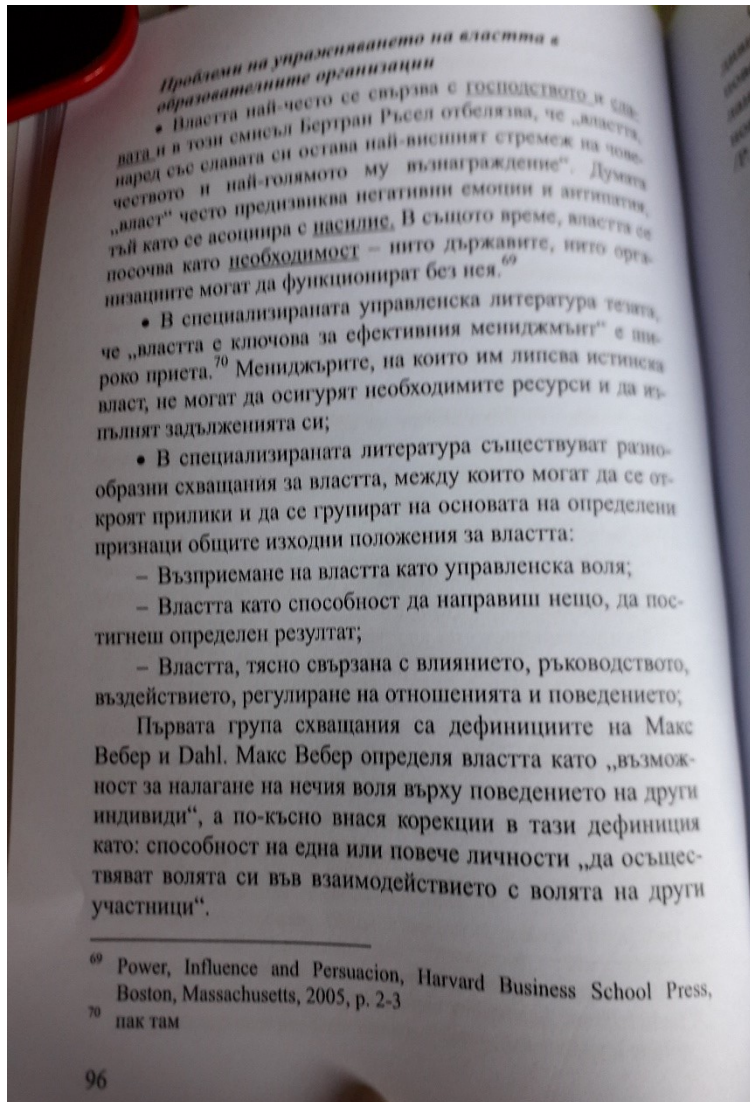 Проблеми на упражняването на властта в
образователните организации
• Властта най-често се свързва с господството и сла-
вата и в този смисъл Бертран Ръсел отбелязва, че „властта,
наред със славата си остава най-висшият стремеж на чове-
чеството и най-голямото му възнаграждение“. Думата
„власт“ често предизвиква негативни емоции и антипатия,
тъй като се асоциира с насилие. В същото време, властта се
посочва като необходимост – нито държавите, нито орга-
низациите могат да функционират без нея.69
• В специализираната управленска литература тезата,
че „властта е ключова за ефективния мениджмънт“ е ши-
роко приета.70 Мениджърите, на които им липсва истинска
власт, не могат да осигурят необходимите ресурси и да из-
пълнят задълженията си;
• В специализираната литература съществуват разно-
образни схващания за властта, между които могат да се от-
кроят прилики и да се групират на основата на определени
признаци общите изходни положения за властта:
– Възприемане на властта като управленска воля;
– Властта като способност да направиш нещо, да пос-
тигнеш определен резултат;
– Властта, тясно свързана с влиянието, ръководството,
въздействието, регулиране на отношенията и поведението;
Първата група схващания са дефинициите на Макс
Вебер и Dahl. Макс Вебер определя властта като „възмож-
ност за налагане на нечия воля върху поведението на други
индивиди“, а по-късно внася корекции в тази дефиниция
като: способност на една или повече личности „да осъщес-
твяват волята си във взаимодействието с волята на други
участници“.
69 Power, Influence and Persuacion, Harvard Business School Press,
Boston, Massachusetts, 2005, p. 2-3
70 пак там
96